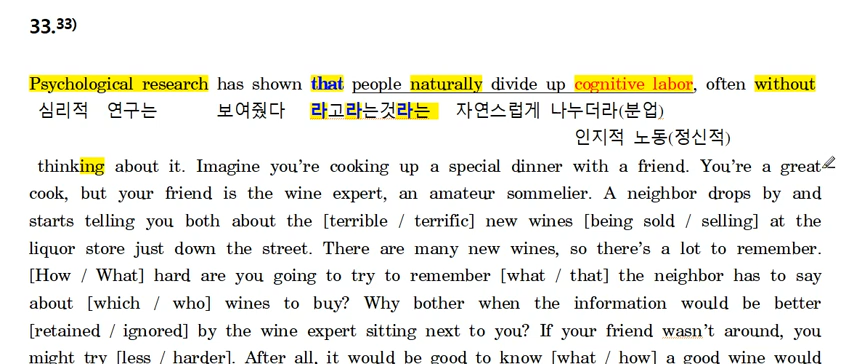 33.33)
Psychological research has shown that people naturally divide up cognitive labor, often without
심리적 연구는 보여줬다 라고라는것라는 자연스럽게 나누더라(분업)
인지적 노동(정신적)
thinking about it. Imagine you're cooking up a special dinner with a friend. You're a great
cook, but your friend is the wine expert, an amateur sommelier. A neighbor drops by and
starts telling you both about the [terrible / terrific] new wines [being sold / selling] at the
liquor store just down the street. There are many new wines, so there's a lot to remember.
[How / What] hard are you going to try to remember [what / that] the neighbor has to say
about [which / who] wines to buy? Why bother when the information would be better
[retained / ignored] by the wine expert sitting next to you? If your friend wasn't around, you
might try [less / harder]. After all, it would be good to know [what / how] a good wine would